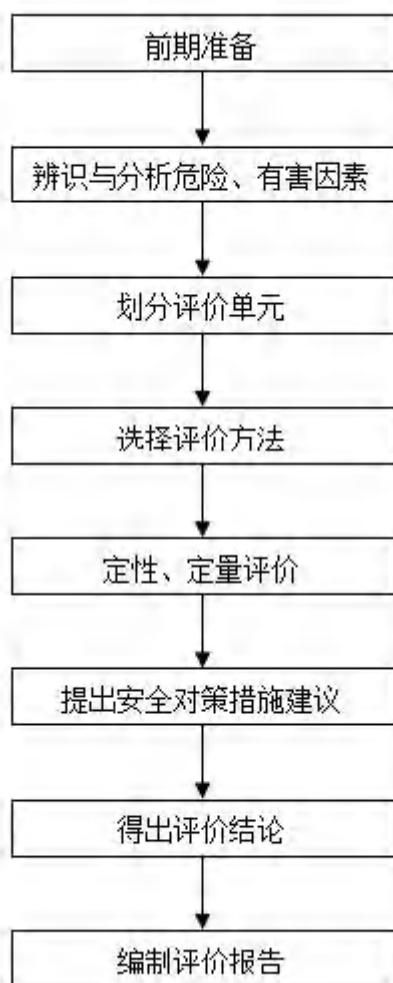 前期准备
辨识与分析危险、有害因素
划分评价单元
选择评价方法
定性、定量评价
提出安全对策措施建议
得出评价结论
编制评价报告